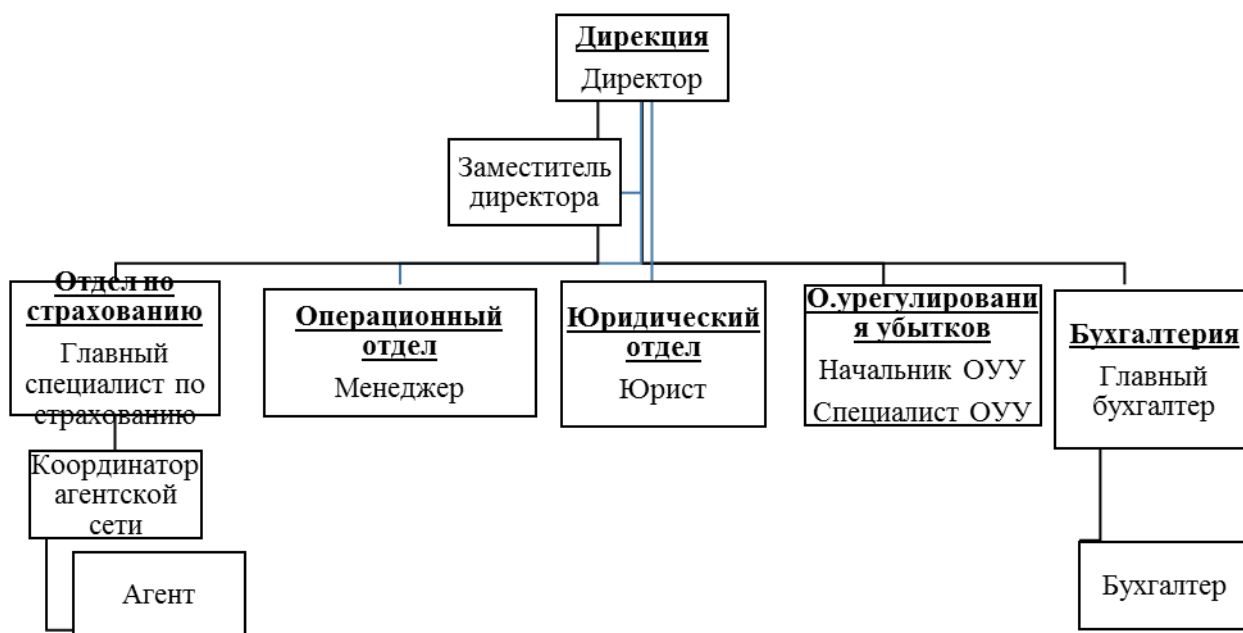 Дирекция
Директор
Заместитель
директора
Отдел по
страхованию
Главный
специалист по
страхованию
Операционный
отдел
Менеджер
Юридический
отдел
Юрист
О.урегулировани
я убытков
Начальник ОУУ
Специалист ОУУ
Бухгалтерия
Главный
бухгалтер
Координатор
агентской
сети
Агент
Бухгалтер